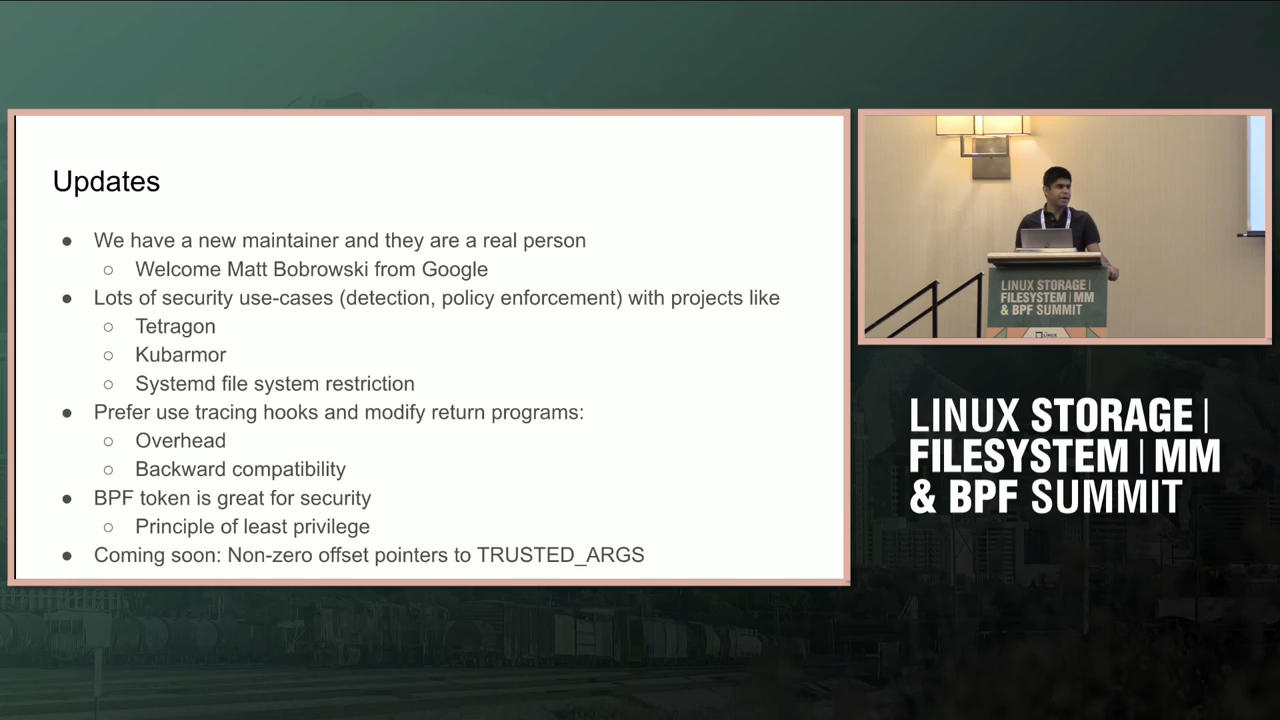 Updates
● We have a new maintainer and they are a real person
○ Welcome Matt Bobrowski from Google
● Lots of security use-cases (detection, policy enforcement) with projects like
○ Tetragon
○ Kubarmor
○ Systemd file system restriction
● Prefer use tracing hooks and modify return programs:
○ Overhead
○ Backward compatibility
● BPF token is great for security
○ Principle of least privilege
● Coming soon: Non-zero offset pointers to TRUSTED_ARGS
LINUX STORAGE |
FILESYSTEM | MM
& BPF SUMMIT
LINUX STORAGE |
FILESYSTEM | MM
& BPF SUMMIT